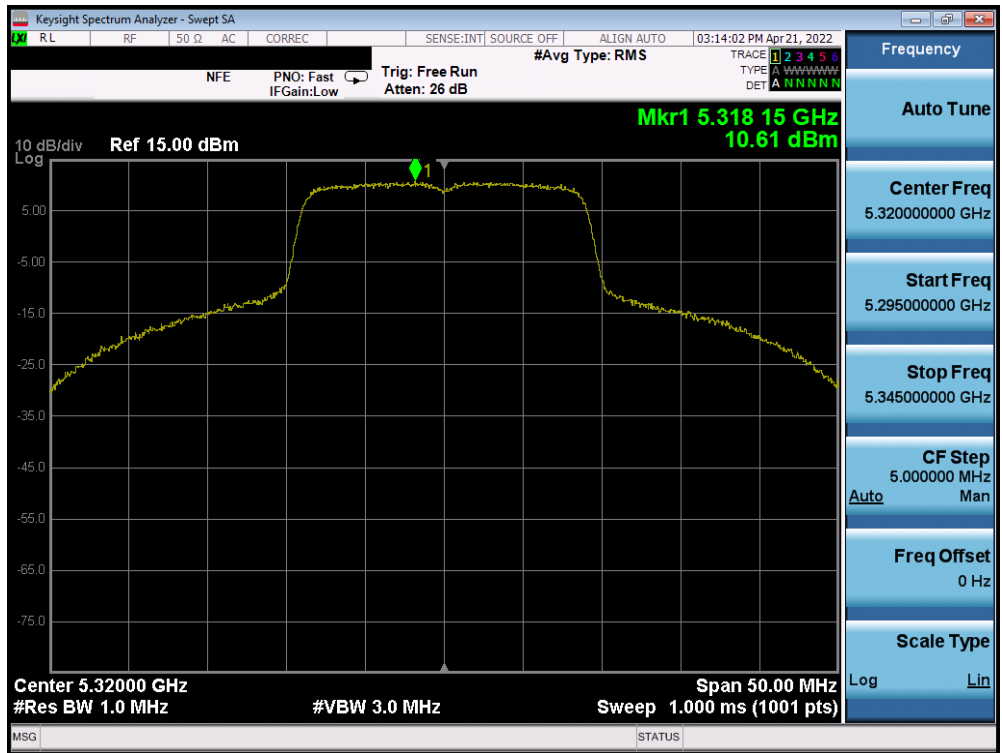 Keysight Spectrum Analyzer - Swept SA
LXI RL RF 50 Ω AC CORREC SENSE:INT SOURCE OFF ALIGN AUTO 03:14:02 PM Apr 21, 2022
#Avg Type: RMS TRACE 1 2 3 4 5 6
NFE PNO: Fast Trig: Free Run TYPE A WWWWW
IFGain:Low Atten: 26 dB DET A N N N N N
Mkr1 5.318 15 GHz
10.61 dBm
10 dB/div Ref 15.00 dBm
Log
1
5.00
-5.00
-15.0
-25.0
-35.0
-45.0
-55.0
-65.0
-75.0
Center 5.32000 GHz Span 50.00 MHz
#Res BW 1.0 MHz #VBW 3.0 MHz Sweep 1.000 ms (1001 pts)
MSG STATUS
Frequency
Auto Tune
Center Freq
5.320000000 GHz
Start Freq
5.295000000 GHz
Stop Freq
5.345000000 GHz
CF Step
5.000000 MHz
Auto Man
Freq Offset
0 Hz
Scale Type
Log Lin